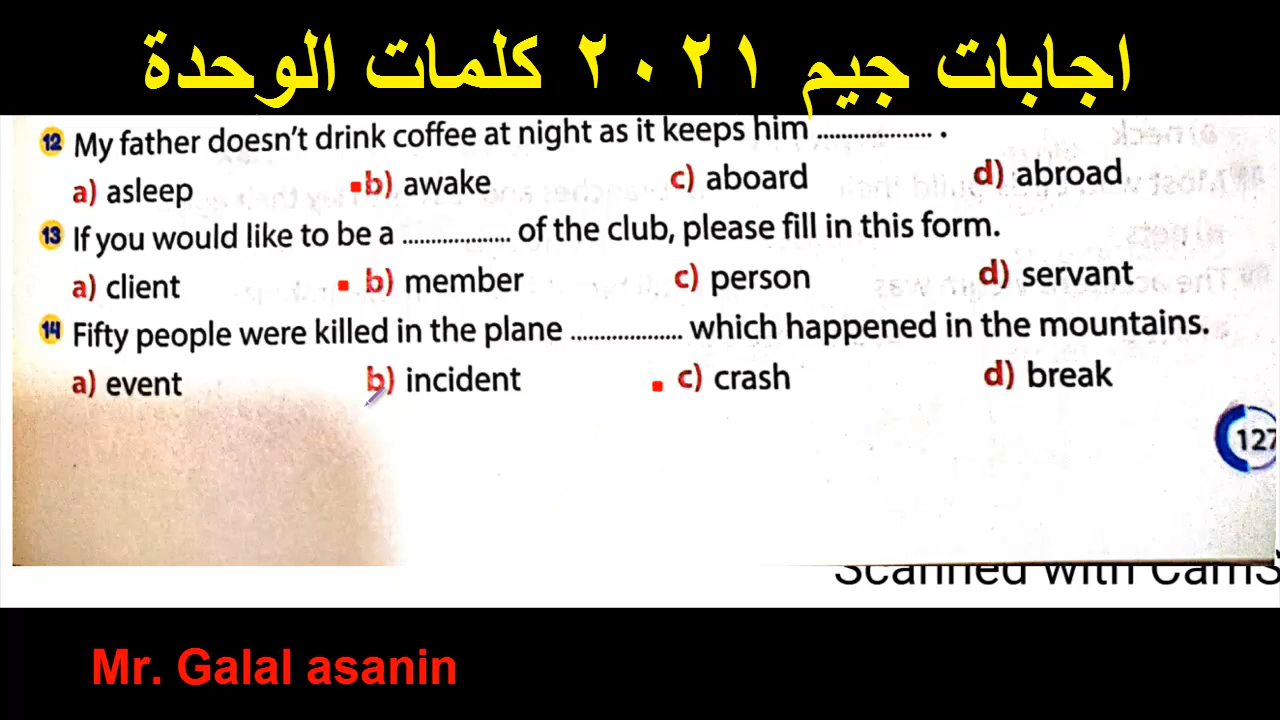 اجابات جيم ٢٠٢١ كلمات الوحدة
12 My father doesn't drink coffee at night as it keeps him .................... .
a) asleep b) awake c) aboard d) abroad
13 If you would like to be a .................... of the club, please fill in this form.
a) client b) member c) person d) servant
14 Fifty people were killed in the plane .................... which happened in the mountains.
a) event b) incident c) crash d) break
127
Scanned with
Mr. Galal asanin